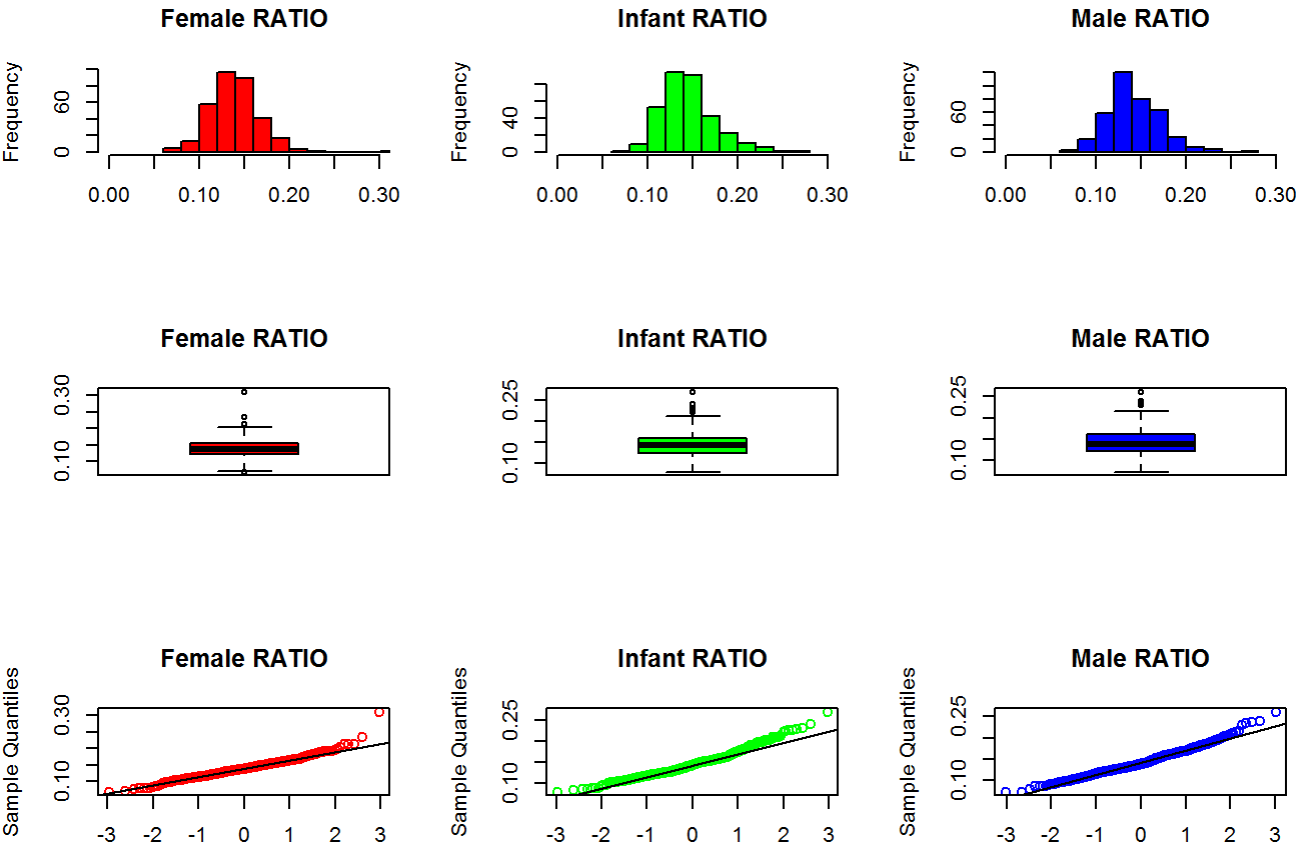 Female RATIO
Infant RATIO
Male RATIO
Frequency
0
60
0.00
0.10
0.20
0.30
Frequency
0
40
0.00
0.10
0.20
0.30
Frequency
0
60
0.00
0.10
0.20
0.30
Female RATIO
Infant RATIO
Male RATIO
0.10
0.30
0.10
0.25
0.10
0.25
Female RATIO
Infant RATIO
Male RATIO
Sample Quantiles
0.10
0.30
-3 -2 -1 0 1 2 3
Sample Quantiles
0.10
0.25
-3 -2 -1 0 1 2 3
Sample Quantiles
0.10
0.25
-3 -2 -1 0 1 2 3